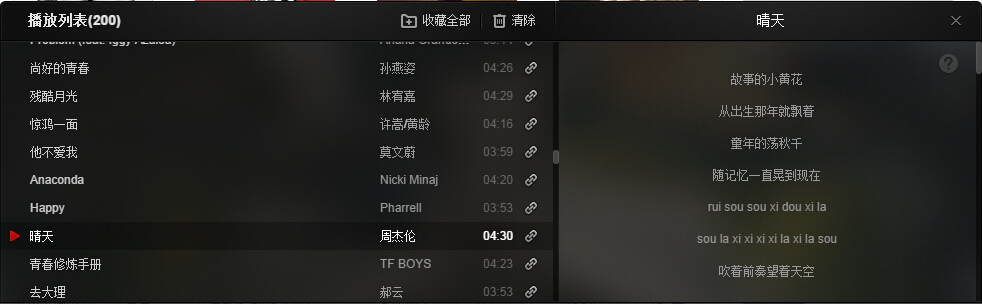 播放列表(200) 收藏全部 清除
Problem (feat. Iggy Azalea) Ariana Grande...
尚好的青春 孙燕姿 04:26
残酷月光 林宥嘉 04:29
惊鸿一面 许嵩/黄龄 04:16
他不爱我 莫文蔚 03:59
Anaconda Nicki Minaj 04:20
Happy Pharrell 03:53
晴天 周杰伦 04:30
青春修炼手册 TF BOYS 04:23
去大理 郝云 03:53
晴天
故事的小黄花
从出生那年就飘着
童年的荡秋千
随记忆一直晃到现在
rui sou sou xi dou xi la
sou la xi xi xi xi la xi la sou
吹着前奏望着天空